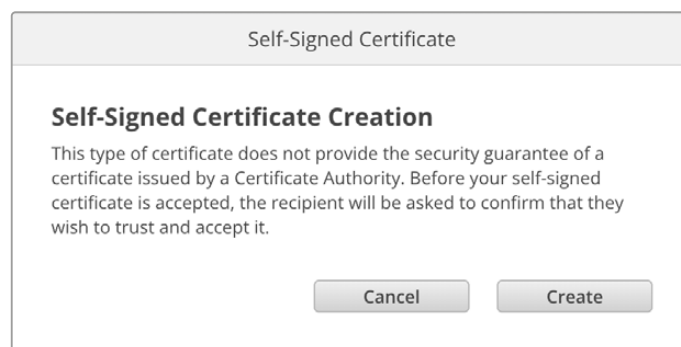 Self-Signed Certificate
Self-Signed Certificate Creation
This type of certificate does not provide the security guarantee of a
certificate issued by a Certificate Authority. Before your self-signed
certificate is accepted, the recipient will be asked to confirm that they
wish to trust and accept it.
Cancel Create